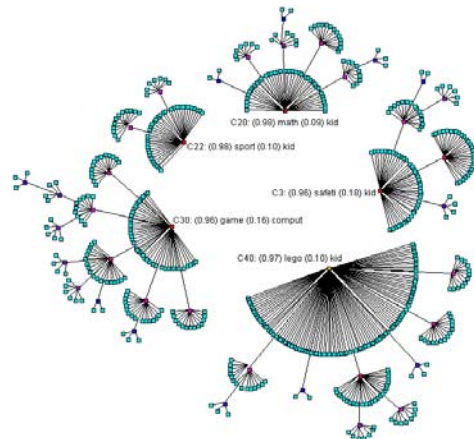 C20: (0.98) math (0.09) kid
C22: (0.98) sport (0.10) kid
C3: (0.96) safeti (0.10) kid
C30: (0.96) game (0.16) comput
C40: (0.97) lego (0.10) kid